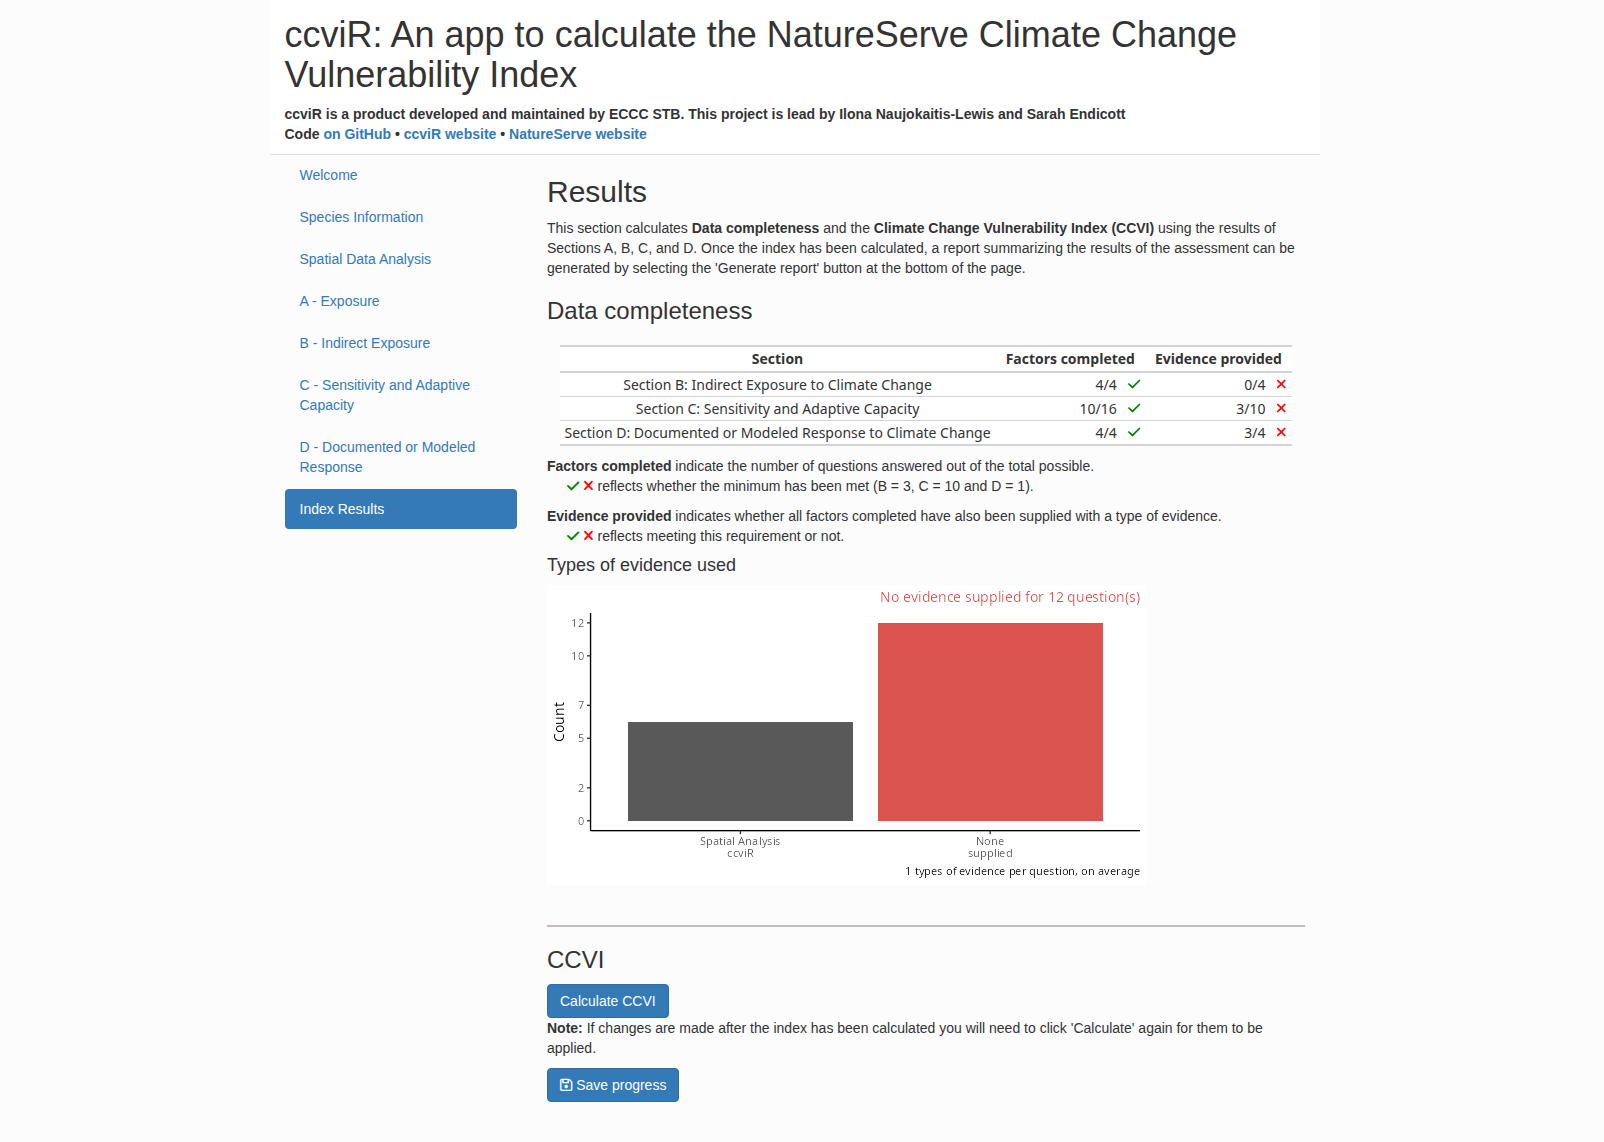 ccviR: An app to calculate the NatureServe Climate Change
Vulnerability Index
ccviR is a product developed and maintained by ECCC STB. This project is lead by Ilona Naujokaitis-Lewis and Sarah Endicott
Code on GitHub • ccviR website • NatureServe website
Welcome
Species Information
Spatial Data Analysis
A - Exposure
B - Indirect Exposure
C - Sensitivity and Adaptive
Capacity
D - Documented or Modeled
Response
Index Results
Results
This section calculates Data completeness and the Climate Change Vulnerability Index (CCVI) using the results of
Sections A, B, C, and D. Once the index has been calculated, a report summarizing the results of the assessment can be
generated by selecting the 'Generate report' button at the bottom of the page.
Data completeness
Section Factors completed Evidence provided
Section B: Indirect Exposure to Climate Change 4/4 ✓ 0/4 ✕
Section C: Sensitivity and Adaptive Capacity 10/16 ✓ 3/10 ✕
Section D: Documented or Modeled Response to Climate Change 4/4 ✓ 3/4 ✕
Factors completed indicate the number of questions answered out of the total possible.
✓ ✕ reflects whether the minimum has been met (B = 3, C = 10 and D = 1).
Evidence provided indicates whether all factors completed have also been supplied with a type of evidence.
✓ ✕ reflects meeting this requirement or not.
Types of evidence used
No evidence supplied for 12 question(s)
12
10
7
5
2
0
Count
Spatial Analysis
ccviR
None
supplied
1 types of evidence per question, on average
CCVI
Calculate CCVI
Note: If changes are made after the index has been calculated you will need to click 'Calculate' again for them to be
applied.
Save progress